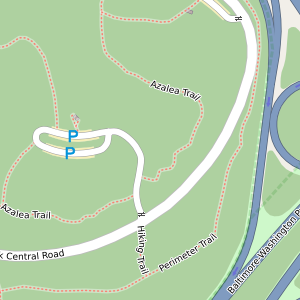 Azalea Trail
P
P
Azalea Trail
Hiking Trail
Central Road
Perimeter Trail
Baltimore-Washington